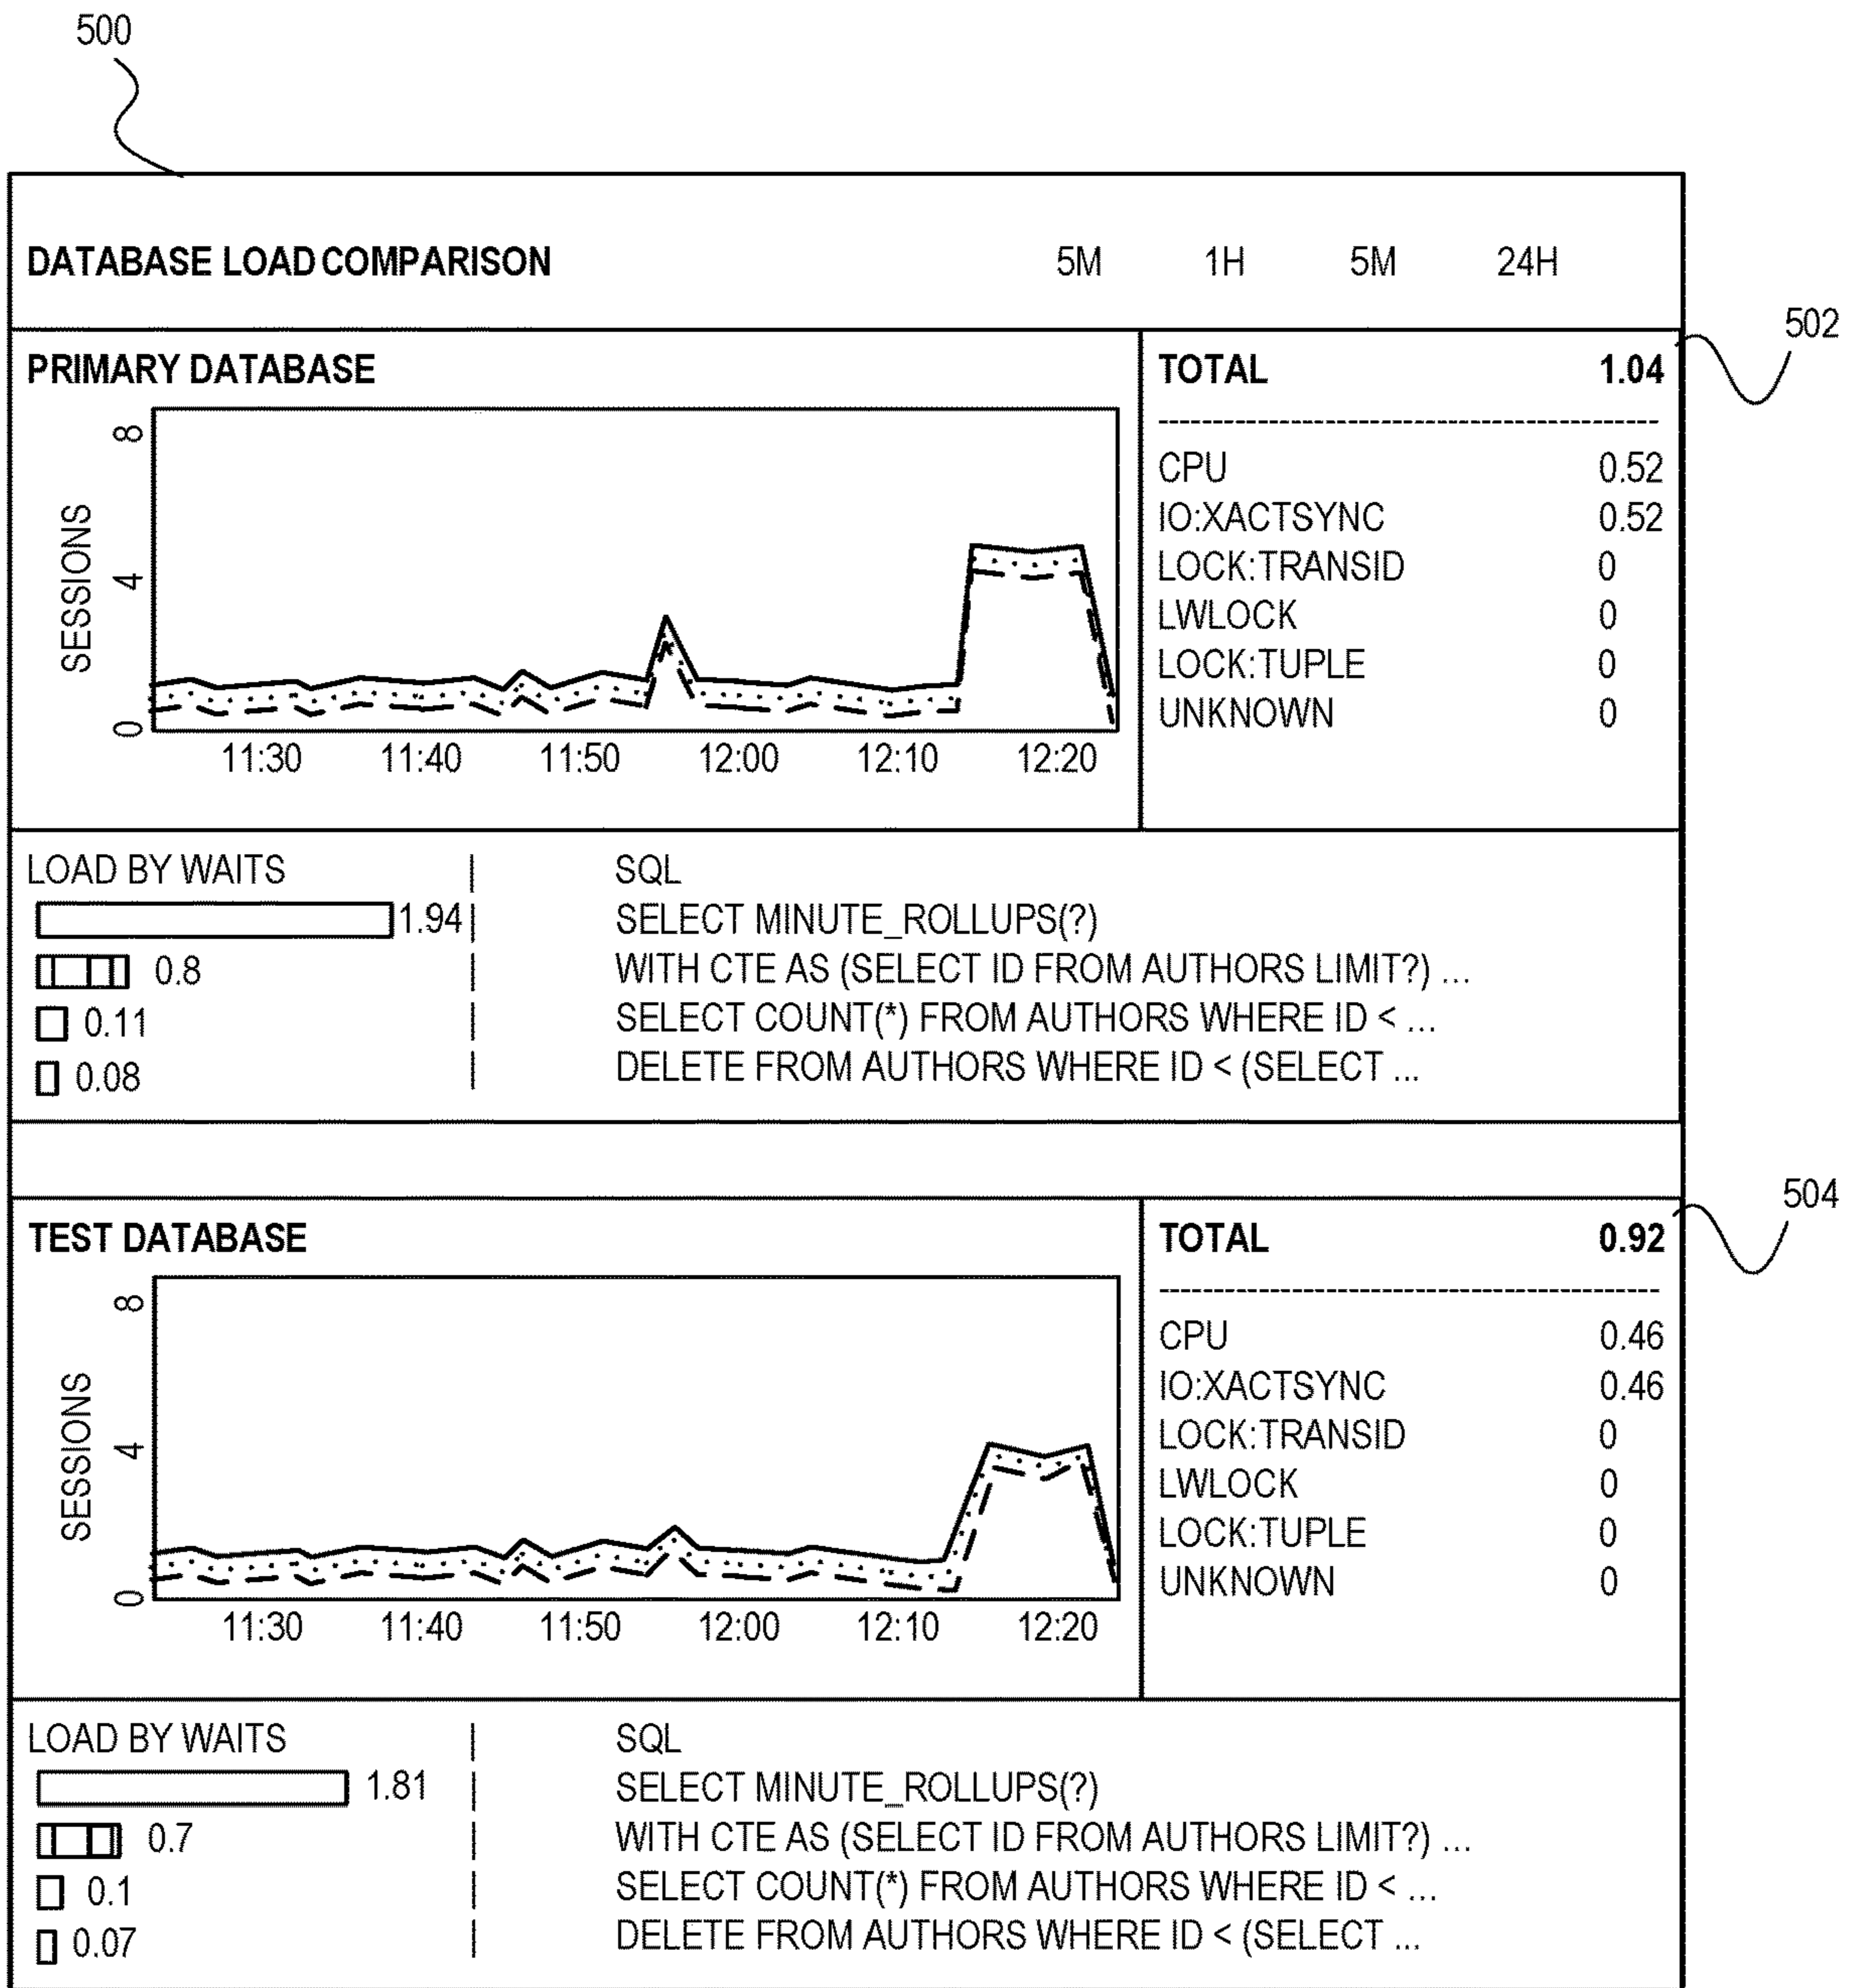 500
DATABASE LOAD COMPARISON 5M 1H 5M 24H
502
PRIMARY DATABASE
SESSIONS
8
4
0
11:30 11:40 11:50 12:00 12:10 12:20
TOTAL 1.04
CPU 0.52
IO:XACTSYNC 0.52
LOCK:TRANSID 0
LWLOCK 0
LOCK:TUPLE 0
UNKNOWN 0
LOAD BY WAITS | SQL
1.94 | SELECT MINUTE_ROLLUPS(?)
0.8 | WITH CTE AS (SELECT ID FROM AUTHORS LIMIT?) ...
0.11 | SELECT COUNT(*) FROM AUTHORS WHERE ID < ...
0.08 | DELETE FROM AUTHORS WHERE ID < (SELECT ...
504
TEST DATABASE
SESSIONS
8
4
0
11:30 11:40 11:50 12:00 12:10 12:20
TOTAL 0.92
CPU 0.46
IO:XACTSYNC 0.46
LOCK:TRANSID 0
LWLOCK 0
LOCK:TUPLE 0
UNKNOWN 0
LOAD BY WAITS | SQL
1.81 | SELECT MINUTE_ROLLUPS(?)
0.7 | WITH CTE AS (SELECT ID FROM AUTHORS LIMIT?) ...
0.1 | SELECT COUNT(*) FROM AUTHORS WHERE ID < ...
0.07 | DELETE FROM AUTHORS WHERE ID < (SELECT ...